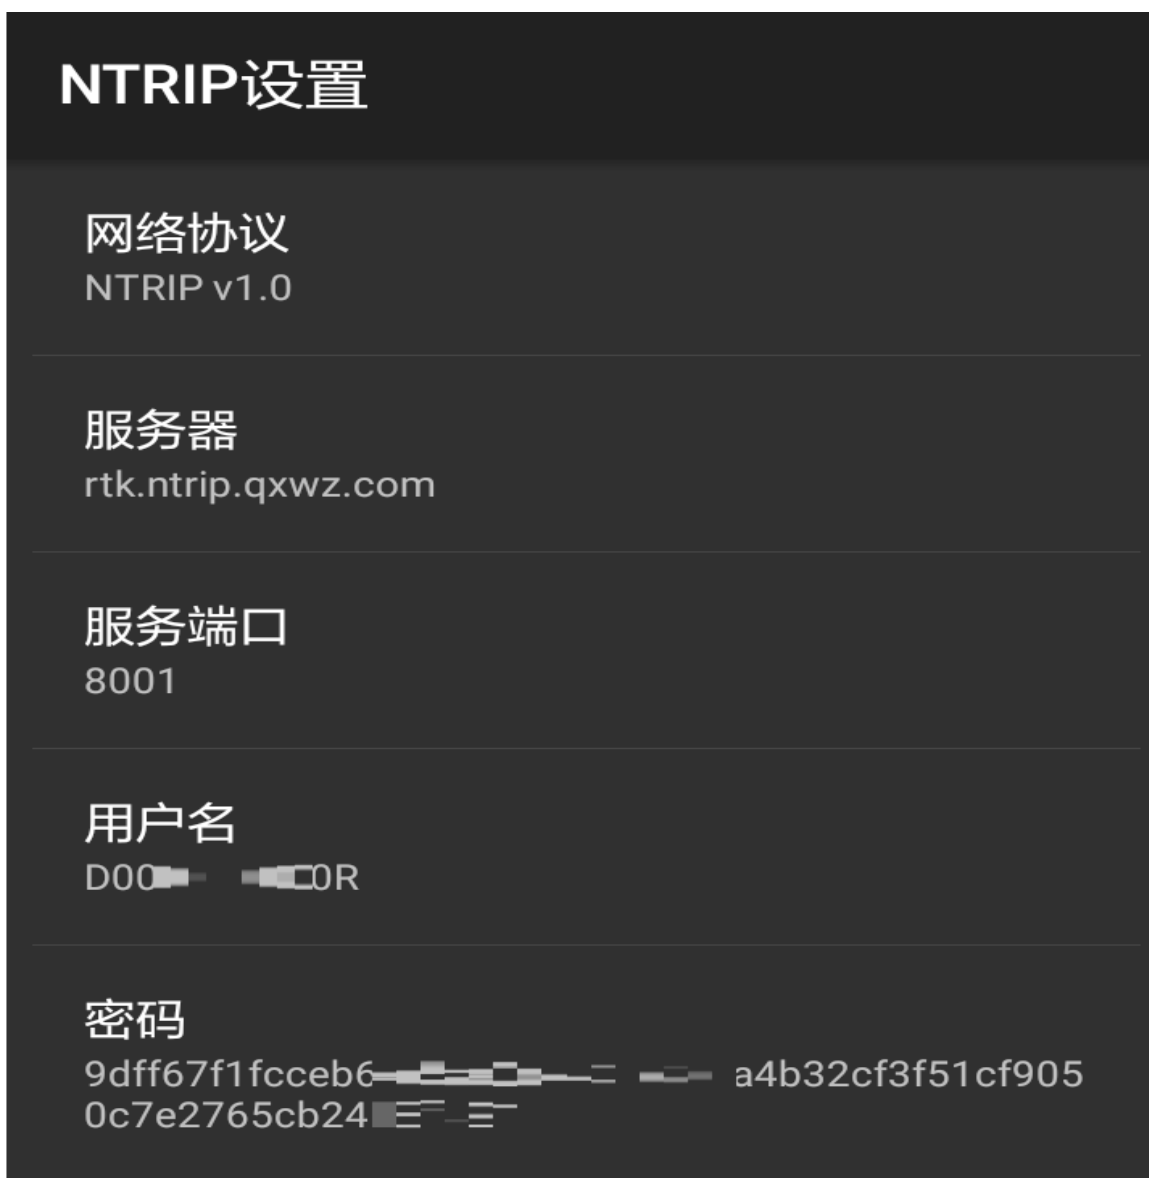 NTRIP设置
网络协议
NTRIP v1.0
服务器
rtk.ntrip.qxwz.com
服务端口
8001
用户名
D00 0R
密码
9dff67f1fcceb6 a4b32cf3f51cf905
0c7e2765cb24